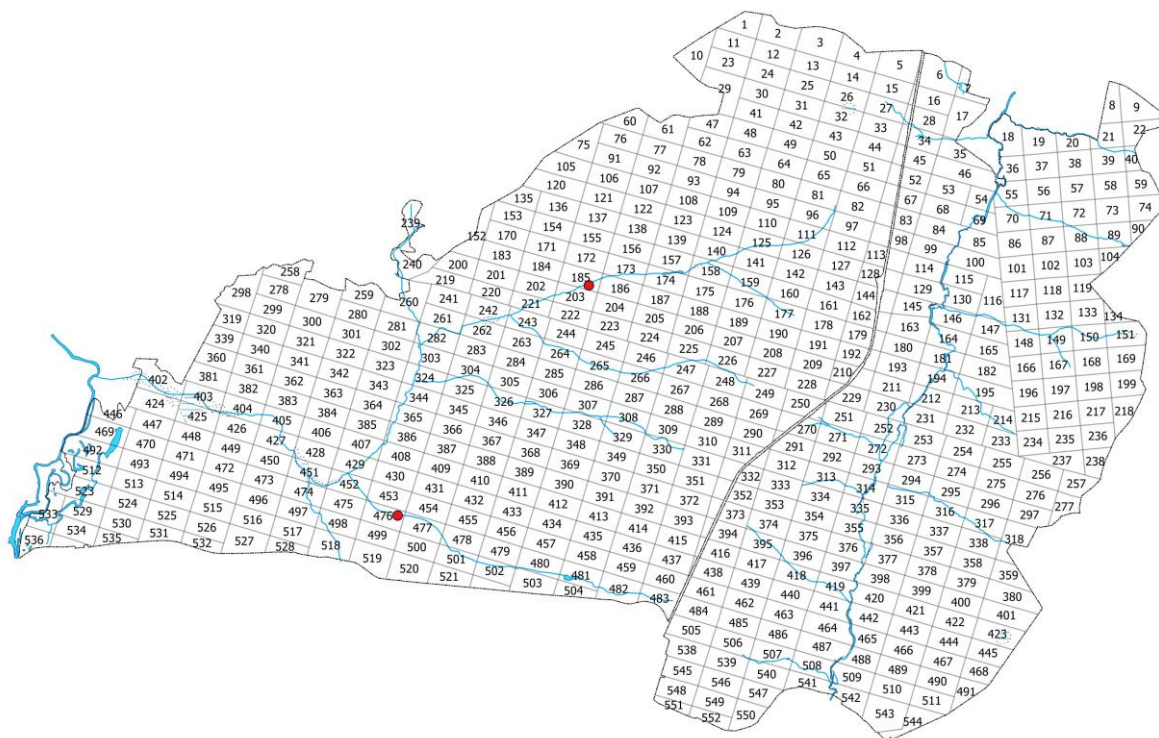 1 2 3 4 5 6 7 8 9
10 11 12 13 14 15 16 17 18 19 20 21 22
23 24 25 26 27 28
29 30 31 32 33 34 35 36 37 38 39 40
41 42 43 44 45 46
47 48 49 50 51 52 53 54 55 56 57 58 59
60 61 62 63 64 65 66 67 68 69 70 71 72 73 74
75 76 77 78 79 80 81 82 83 84 85 86 87 88 89 90
91 92 93 94 95 96 97 98 99 100 101 102 103 104
105 106 107 108 109 110 111 112 113 114 115 116 117 118 119
120 121 122 123 124 125 126 127 128 129 130 131 132 133 134
135 136 137 138 139 140 141 142 143 144 145 146 147 148 149 150 151
152 153 154 155 156 157 158 159 160 161 162 163 164 165 166 167 168 169
170 171 172 173 174 175 176 177 178 179 180 181 182
183 184 185 186 187 188 189 190 191 192 193 194 195 196 197 198 199
200 201 202 203 204 205 206 207 208 209 210 211 212 213 214 215 216 217 218
219 220 221 222 223 224 225 226 227 228 229 230 231 232 233 234 235 236 237 238
239 240 241 242 243 244 245 246 247 248 249 250 251 252 253 254 255 256 257
258 259 260 261 262 263 264 265 266 267 268 269 270 271 272 273 274 275 276 277
278 279 280 281 282 283 284 285 286 287 288 289 290 291 292 293 294 295 296 297
298 299 300 301 302 303 304 305 306 307 308 309 310 311 312 313 314 315 316 317 318
319 320 321 322 323 324 325 326 327 328 329 330 331 332 333 334 335 336 337 338
339 340 341 342 343 344 345 346 347 348 349 350 351 352 353 354 355 356 357 358 359
360 361 362 363 364 365 366 367 368 369 370 371 372 373 374 375 376 377 378 379 380
381 382 383 384 385 386 387 388 389 390 391 392 393 394 395 396 397 398 399 400 401
402 403 404 405 406 407 408 409 410 411 412 413 414 415 416 417 418 419 420 421 422 423
424 425 426 427 428 429 430 431 432 433 434 435 436 437 438 439 440 441 442 443 444 445
446 447 448 449 450 451 452 453 454 455 456 457 458 459 460 461 462 463 464 465 466 467 468
469 470 471 472 473 474 475 476 477 478 479 480 481 482 483 484 485 486 487 488 489 490 491
492 493 494 495 496 497 498 499 500 501 502 503 504 505 506 507 508 509 510 511
512 513 514 515 516 517 518 519 520 521
523 524 525 526 527 528
529 530 531 532
533 534 535 536
538 539 540 541 542 543 544
545 546 547
548 549 550
551 552